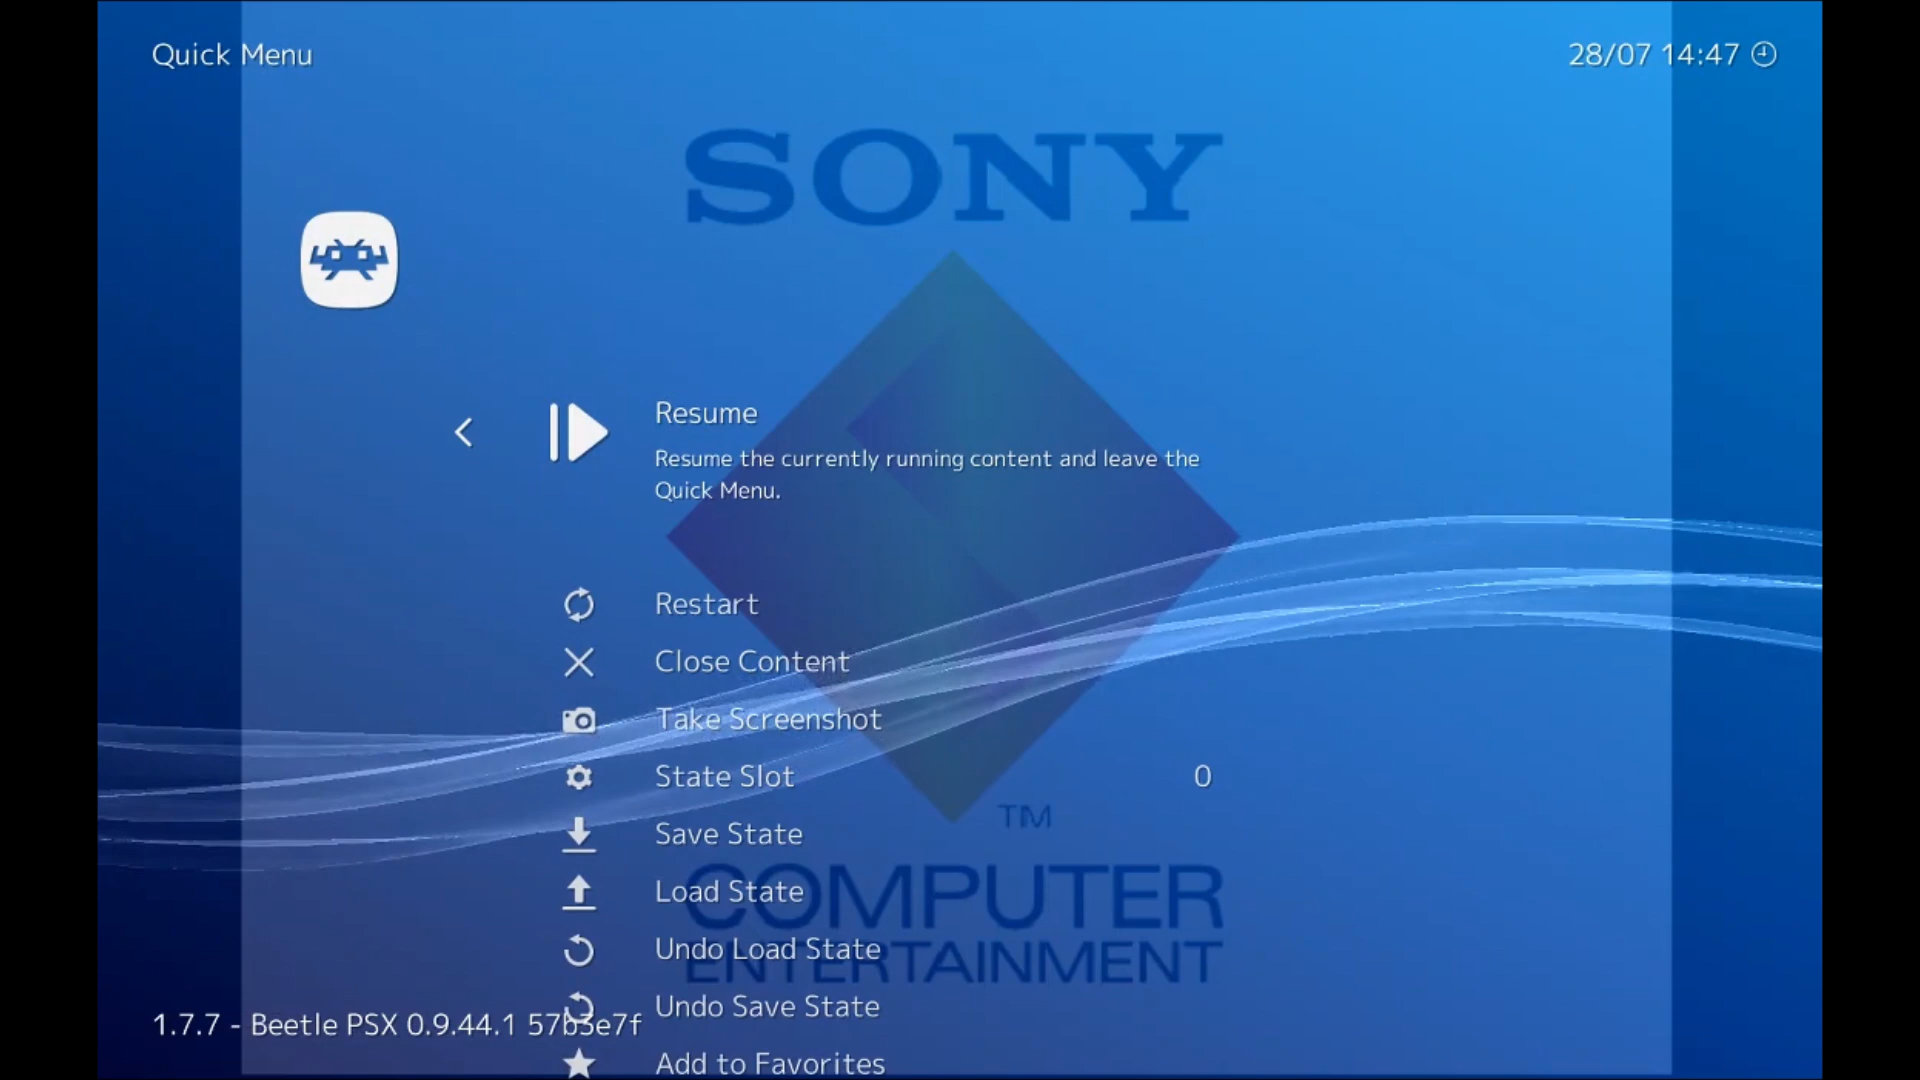 Quick Menu
28/07 14:47
SONY
Resume
Resume the currently running content and leave the
Quick Menu.
Restart
Close Content
Take Screenshot
State Slot 0
Save State
TM
Load State
COMPUTER
Undo Load State
ENTERTAINMENT
Undo Save State
1.7.7 - Beetle PSX 0.9.44.1 57b3e7f
Add to Favorites